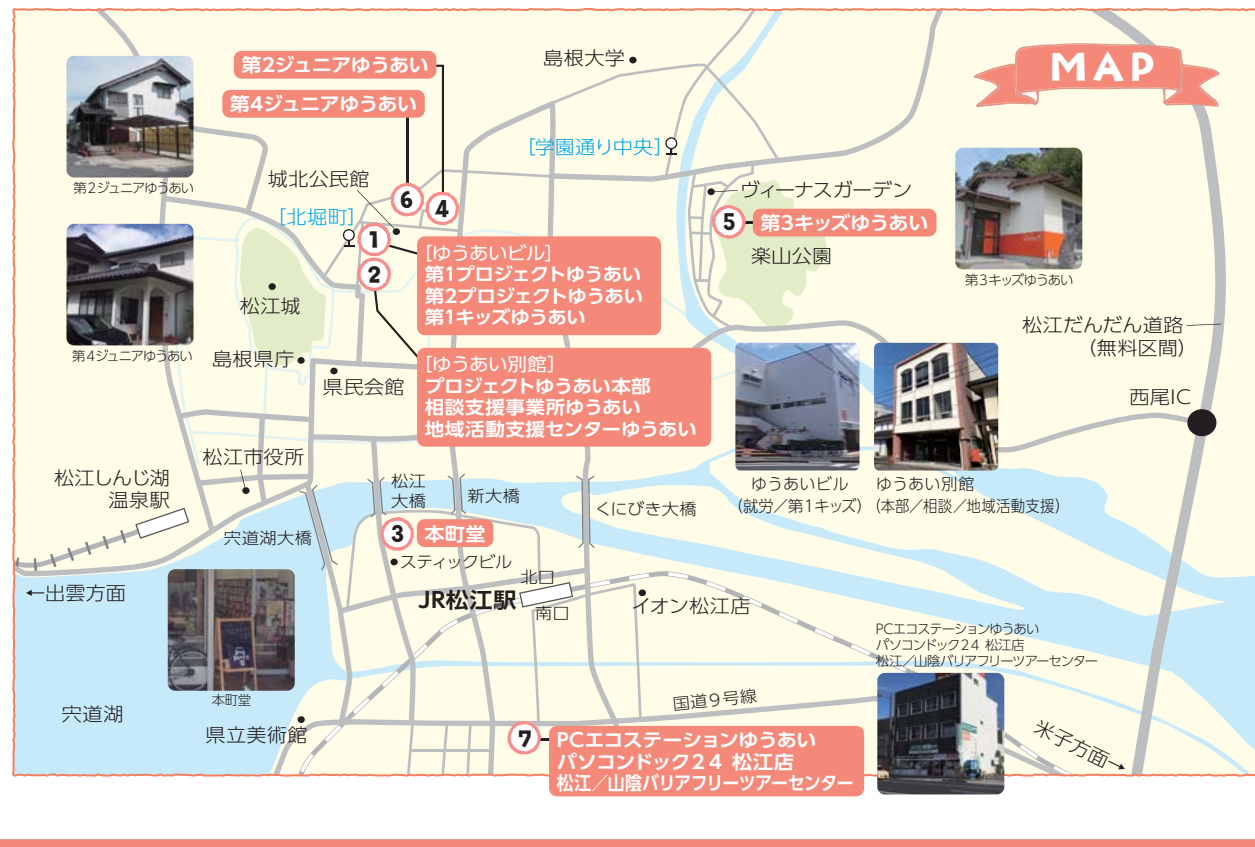 MAP
第2ジュニアゆうあい
第4ジュニアゆうあい
島根大学
[学園通り中央]
第2ジュニアゆうあい
城北公民館
6
4
[北堀町]
1
2
[ゆうあいビル]
第1プロジェクトゆうあい
第2プロジェクトゆうあい
第1キッズゆうあい
ヴィーナスガーデン
5
第3キッズゆうあい
楽山公園
第3キッズゆうあい
松江城
第4ジュニアゆうあい
島根県庁
県民会館
[ゆうあい別館]
プロジェクトゆうあい本部
相談支援事業所ゆうあい
地域活動支援センターゆうあい
松江だんだん道路
(無料区間)
西尾IC
松江市役所
松江しんじ湖
温泉駅
宍道湖大橋
松江
大橋
新大橋
くにびき大橋
ゆうあいビル
(就労／第1キッズ)
ゆうあい別館
(本部／相談／地域活動支援)
3
本町堂
スティックビル
←出雲方面
北口
JR松江駅
南口
イオン松江店
本町堂
宍道湖
県立美術館
国道9号線
PCエコステーションゆうあい
パソコンドック24 松江店
松江／山陰バリアフリーツアーセンター
7
PCエコステーションゆうあい
パソコンドック24 松江店
松江／山陰バリアフリーツアーセンター
米子方面→